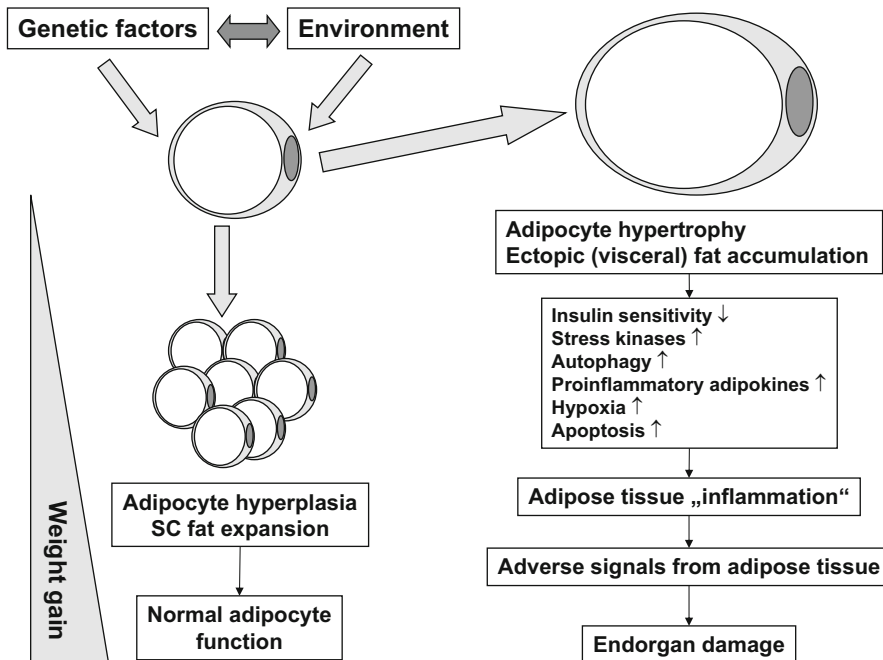 Genetic factors
Environment
Adipocyte hypertrophy
Ectopic (visceral) fat accumulation
Insulin sensitivity ↓
Stress kinases ↑
Autophagy ↑
Proinflammatory adipokines ↑
Hypoxia ↑
Apoptosis ↑
Adipose tissue „inflammation“
Adverse signals from adipose tissue
Endorgan damage
Adipocyte hyperplasia
SC fat expansion
Normal adipocyte
function
Weight gain